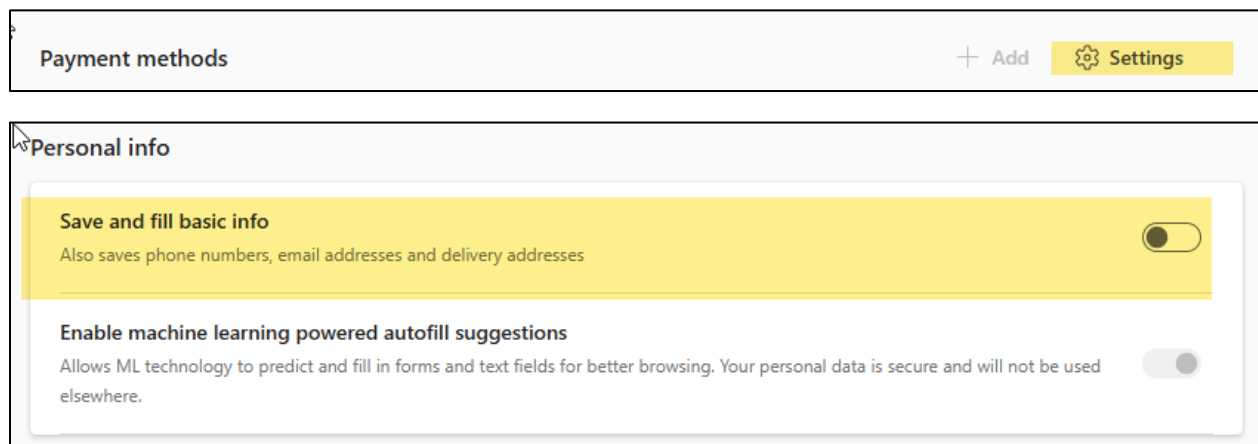 Payment methods
+ Add
Settings
Personal info
Save and fill basic info
Also saves phone numbers, email addresses and delivery addresses
Enable machine learning powered autofill suggestions
Allows ML technology to predict and fill in forms and text fields for better browsing. Your personal data is secure and will not be used
elsewhere.